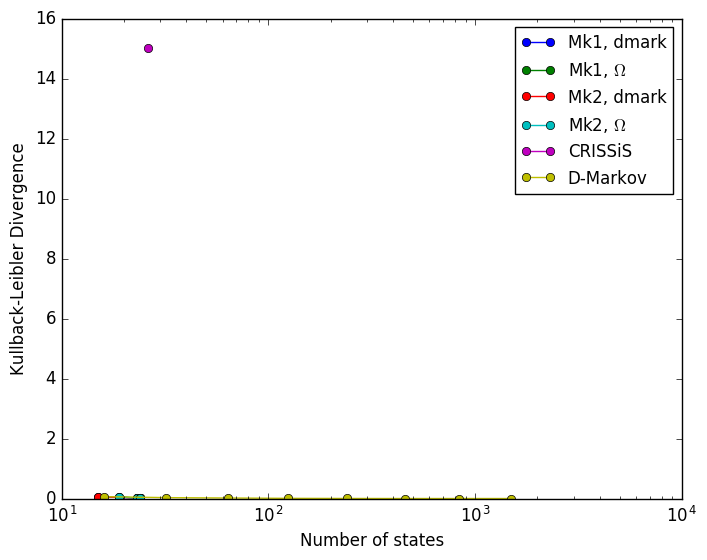 16
14
12
10
8
6
4
2
0
Kullback-Leibler Divergence
10^1
10^2
10^3
10^4
Number of states
Mk1, dmark
Mk1, Ω
Mk2, dmark
Mk2, Ω
CRISSiS
D-Markov